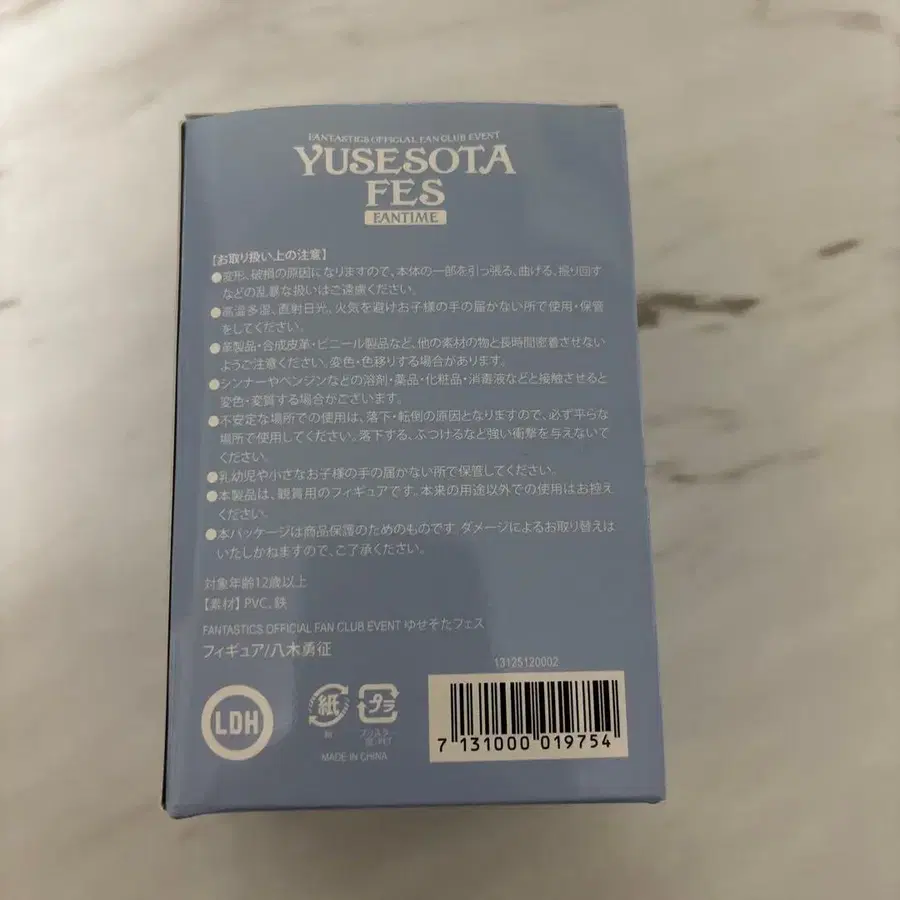 FANTASTICS OFFICIAL FAN CLUB EVENT
YUSESOTA
FES
FANTIME
【お取り扱い上の注意】
●変形、破損の原因になりますので、本体の一部を引っ張る、曲げる、振り回す
などの乱暴な扱いはご遠慮ください。
●高温多湿、直射日光、火気を避けお子様の手の届かない所で使用・保管
をしてください。
●革製品・合成皮革・ビニール製品など、他の素材の物と長時間密着させない
ようご注意ください。変色・色移りする場合があります。
●シンナーやベンジンなどの溶剤・薬品・化粧品・消毒液などと接触させると
変色・変質する場合がございます。
●不安定な場所での使用は、落下・転倒の原因となりますので、必ず平らな
場所で使用してください。落下する、ぶつけるなど強い衝撃を与えないで
ください。
●乳幼児や小さなお子様の手の届かない所で保管してください。
●本製品は、観賞用のフィギュアです。本来の用途以外での使用はお控え
ください。
●本パッケージは商品保護のためのものです。ダメージによるお取り替えは
いたしかねますので、ご了承ください。
対象年齢12歳以上
【素材】PVC、鉄
FANTASTICS OFFICIAL FAN CLUB EVENT ゆせそたフェス
フィギュア/八木勇征
13125120002
LDH
紙
箱
プラ
ブリスター
袋:PET
MADE IN CHINA
7 131000 019754